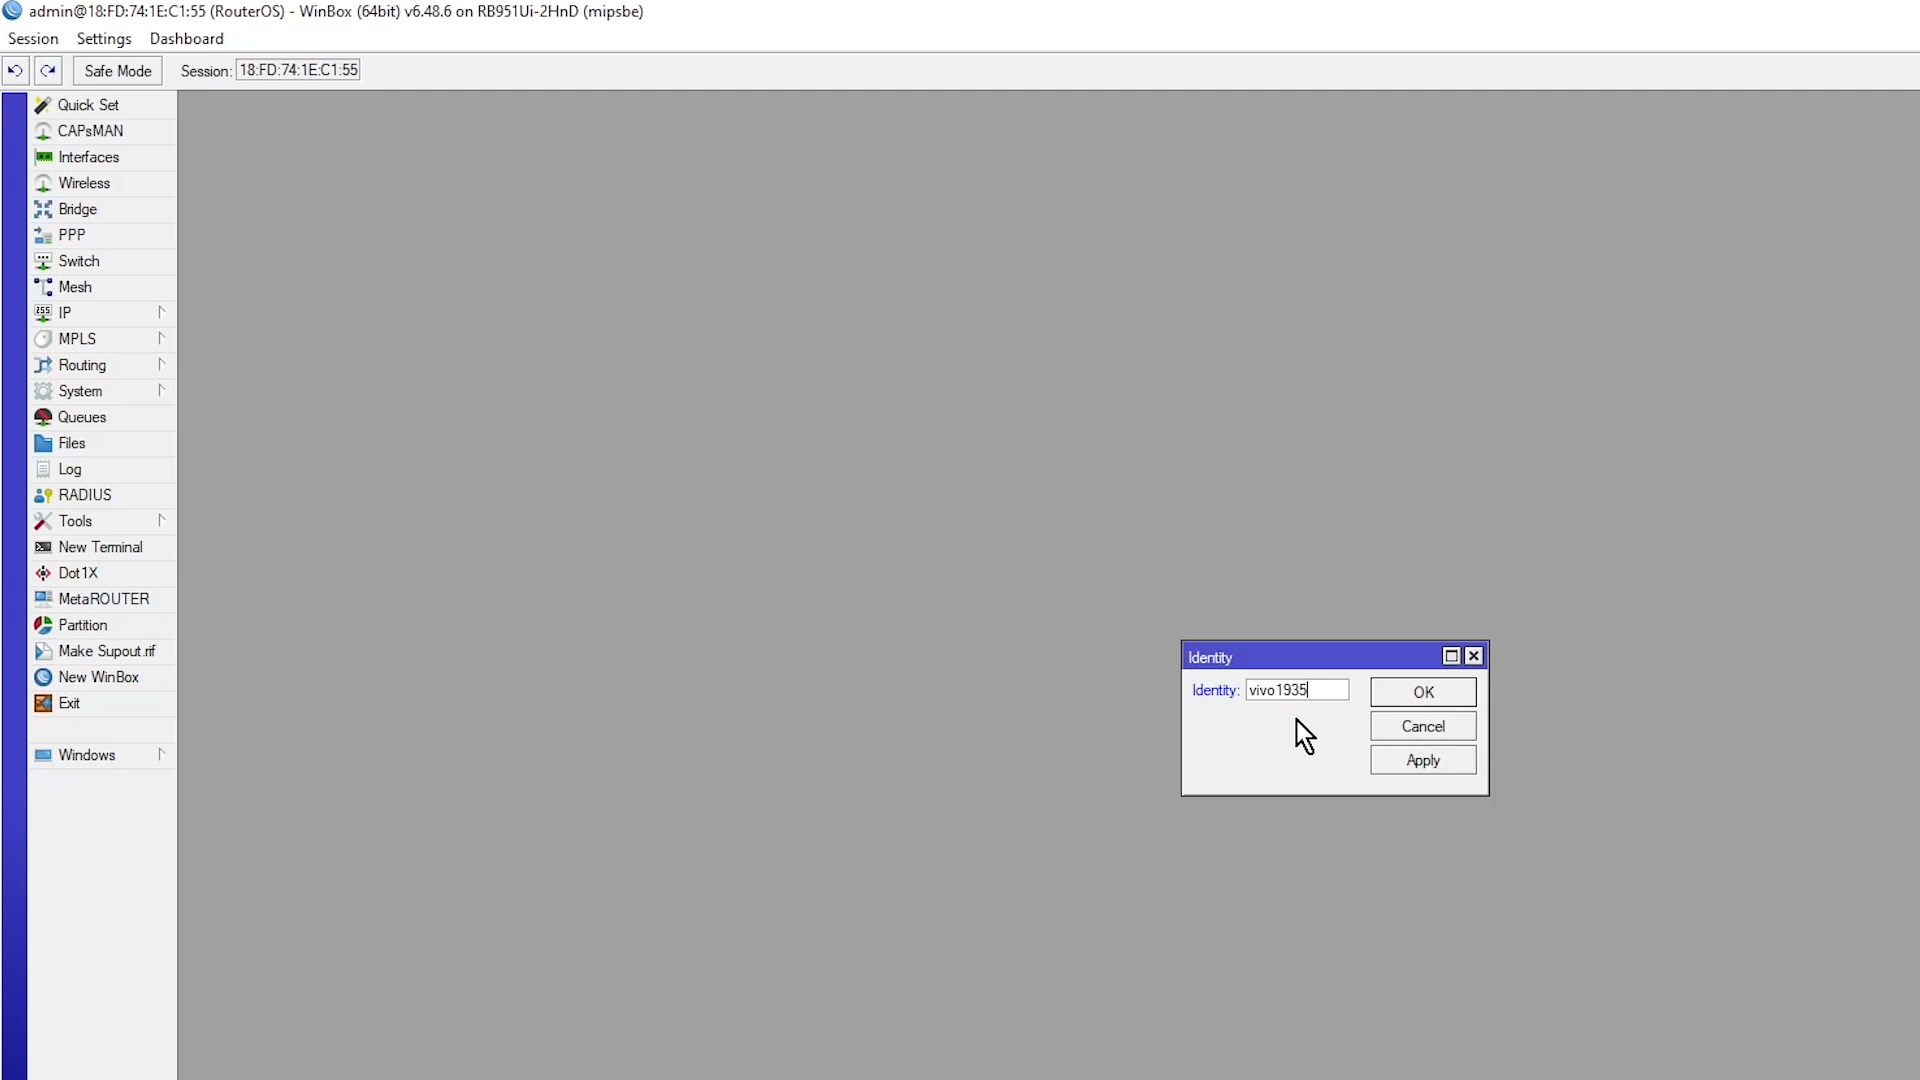 admin@18:FD:74:1E:C1:55 (RouterOS) - WinBox (64bit) v6.48.6 on RB951Ui-2HnD (mipsbe)
Session Settings Dashboard
Safe Mode Session: 18:FD:74:1E:C1:55
Quick Set
CAPsMAN
Interfaces
Wireless
Bridge
PPP
Switch
Mesh
255 IP
MPLS
Routing
System
Queues
Files
Log
RADIUS
Tools
New Terminal
Dot1X
MetaROUTER
Partition
Make Supout.rif
New WinBox
Exit
Windows
Identity
Identity: vivo1935 OK
Cancel
Apply